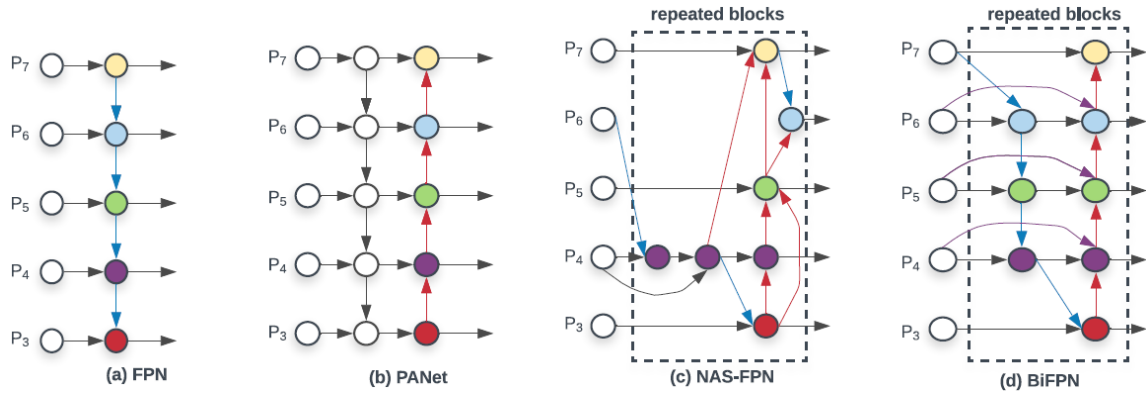 repeated blocks
repeated blocks
P7
P6
P5
P4
P3
(a) FPN
P7
P6
P5
P4
P3
(b) PANet
P7
P6
P5
P4
P3
(c) NAS-FPN
P7
P6
P5
P4
P3
(d) BiFPN